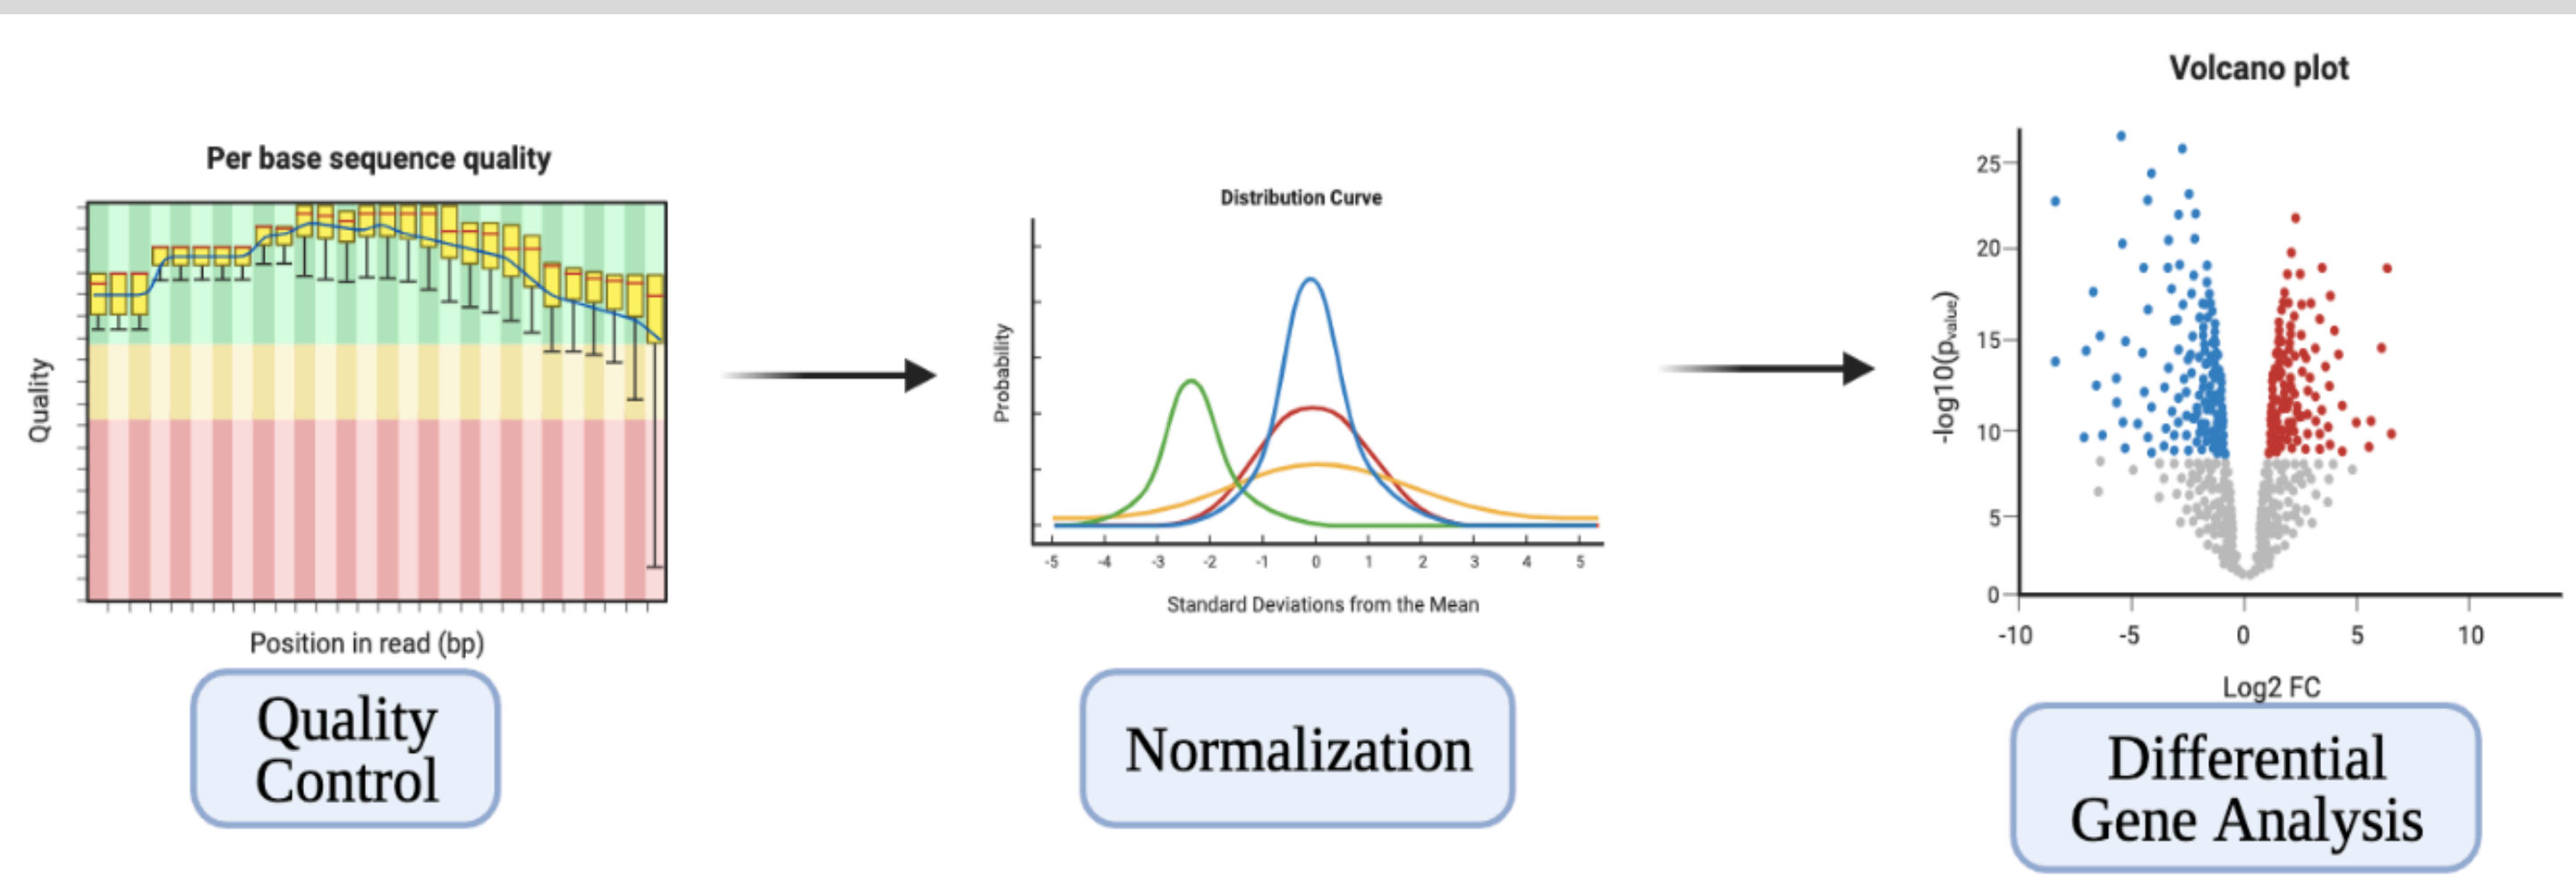 Per base sequence quality
Quality
Position in read (bp)
Quality
Control
Distribution Curve
Probability
-5 -4 -3 -2 -1 0 1 2 3 4 5
Standard Deviations from the Mean
Normalization
Volcano plot
-log10(pvalue)
25
20
15
10
5
0
-10 -5 0 5 10
Log2 FC
Differential
Gene Analysis